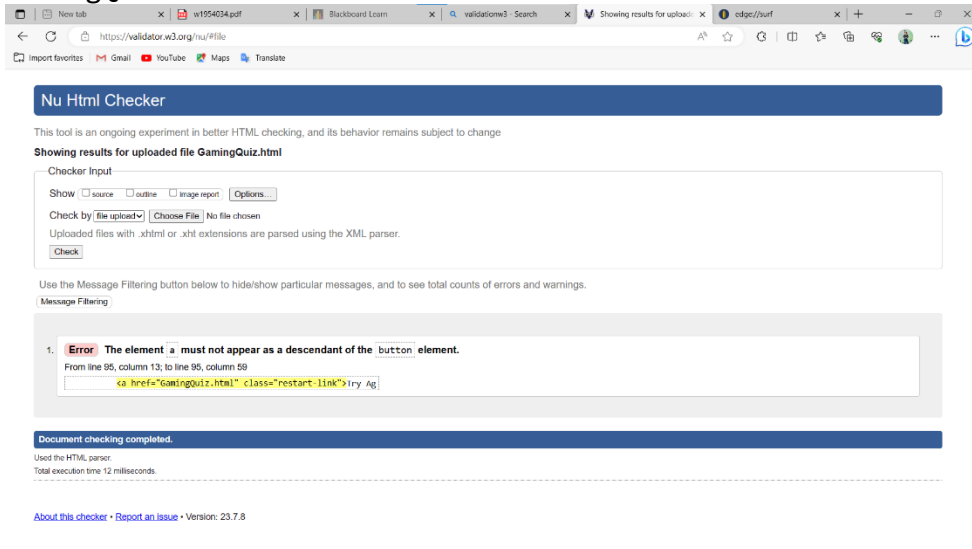 New tab
w1954034.pdf
Blackboard Learn
validationw3 - Search
Showing results for uploade
edge://surf
https://validator.w3.org/nu/#file
Import favorites
Gmail
YouTube
Maps
Translate
Nu Html Checker
This tool is an ongoing experiment in better HTML checking, and its behavior remains subject to change
Showing results for uploaded file GamingQuiz.html
Checker Input
Show source outline image report Options...
Check by file upload Choose File No file chosen
Uploaded files with .xhtml or .xht extensions are parsed using the XML parser.
Check
Use the Message Filtering button below to hide/show particular messages, and to see total counts of errors and warnings.
Message Filtering
1. Error The element a must not appear as a descendant of the button element.
From line 95, column 13; to line 95, column 59
<a href="GamingQuiz.html" class="restart-link">Try Ag
Document checking completed.
Used the HTML parser.
Total execution time 12 milliseconds.
About this checker • Report an issue • Version: 23.7.8